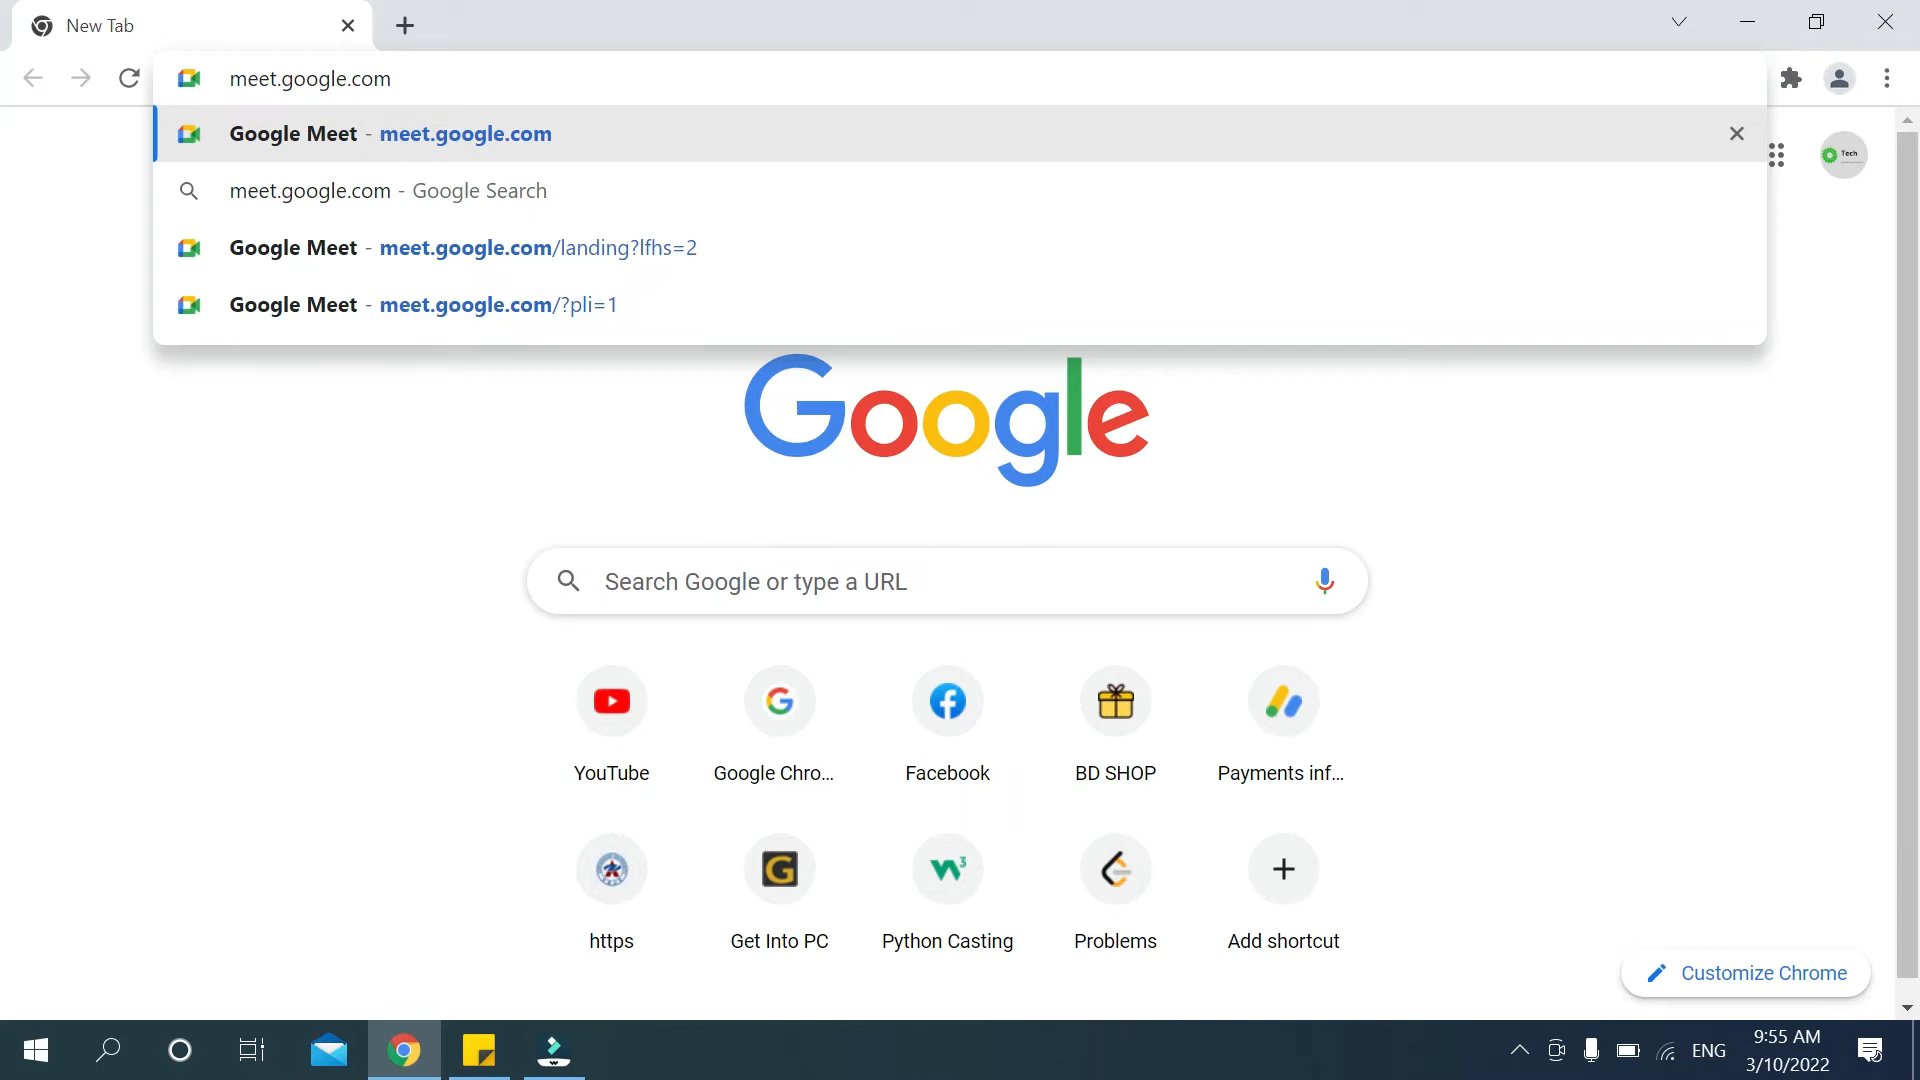 New Tab
meet.google.com
Google Meet - meet.google.com
meet.google.com - Google Search
Google Meet - meet.google.com/landing?lfhs=2
Google Meet - meet.google.com/?pli=1
Tech
Google
Search Google or type a URL
YouTube
Google Chro...
Facebook
BD SHOP
Payments inf...
https
Get Into PC
Python Casting
Problems
Add shortcut
Customize Chrome
ENG
9:55 AM
3/10/2022